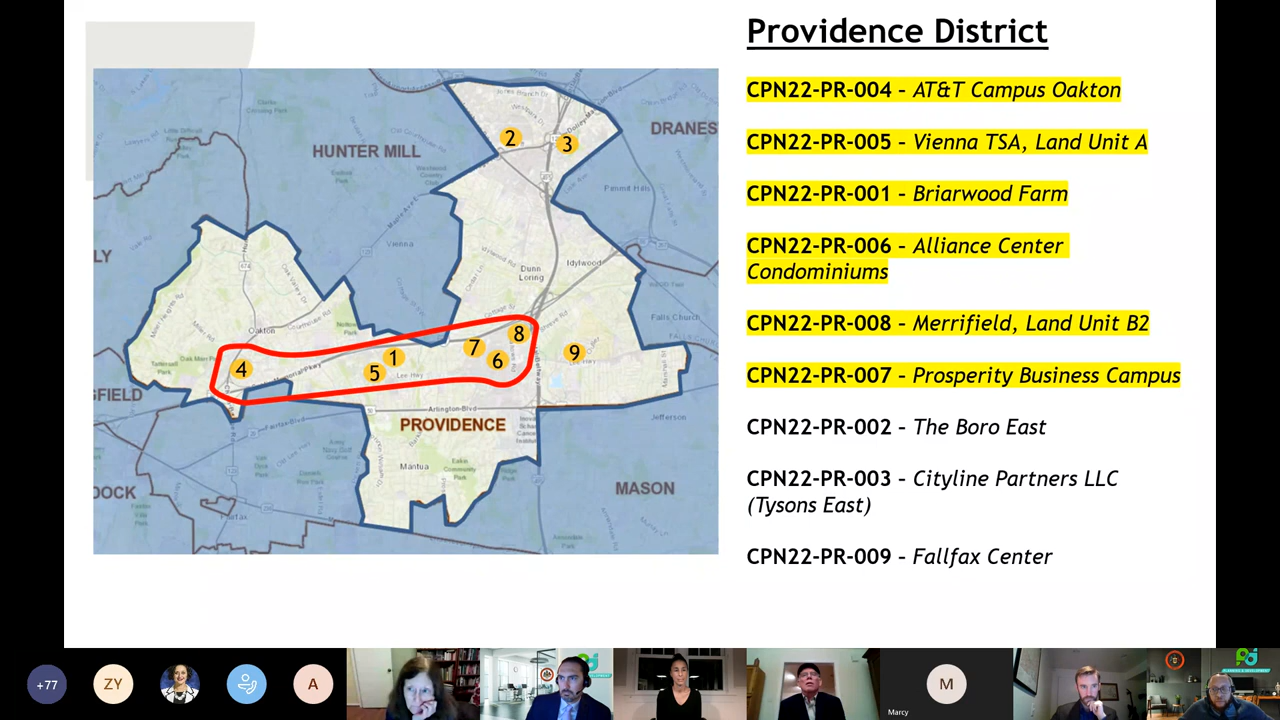 Providence District
CPN22-PR-004 – AT&T Campus Oakton
CPN22-PR-005 – Vienna TSA, Land Unit A
CPN22-PR-001 – Briarwood Farm
CPN22-PR-006 – Alliance Center
Condominiums
CPN22-PR-008 – Merrifield, Land Unit B2
CPN22-PR-007 – Prosperity Business Campus
CPN22-PR-002 – The Boro East
CPN22-PR-003 – Cityline Partners LLC
(Tysons East)
CPN22-PR-009 – Fallfax Center
DRANES
2
3
HUNTER MILL
Vienna
LY
Dunn
Loring
Idylwood
Falls Church
Oakton
8
7
9
1
6
4
5
Lee Hwy
FIELD
Arlington-Blvd
Jefferson
PROVIDENCE
Mantua
MASON
DOCK
Fairfax
+77
ZY
A
M
Marcy